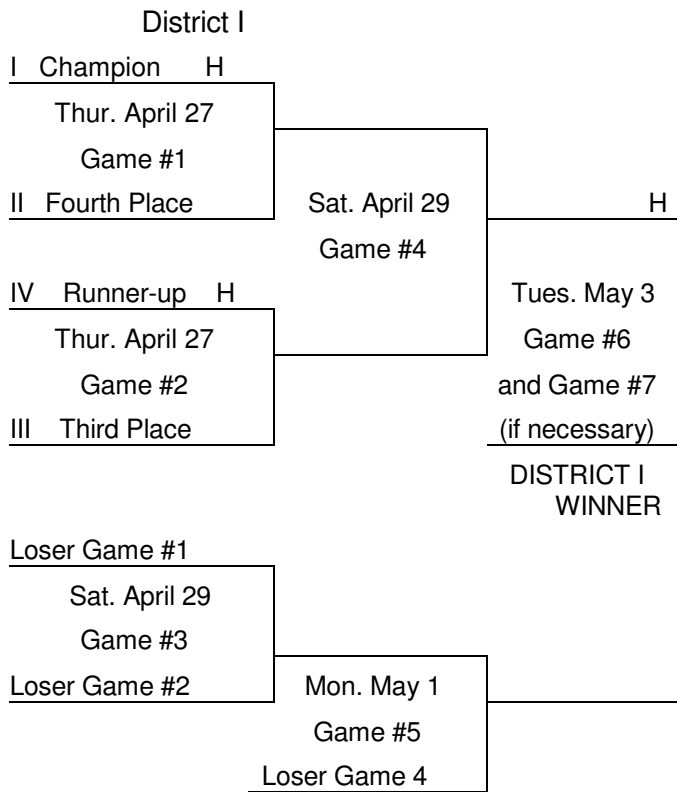 District I
I Champion H
Thur. April 27
Game #1
II Fourth Place
Sat. April 29
Game #4
H
IV Runner-up H
Thur. April 27
Game #2
III Third Place
Tues. May 3
Game #6
and Game #7
(if necessary)
DISTRICT I
WINNER
Loser Game #1
Sat. April 29
Game #3
Loser Game #2
Mon. May 1
Game #5
Loser Game 4